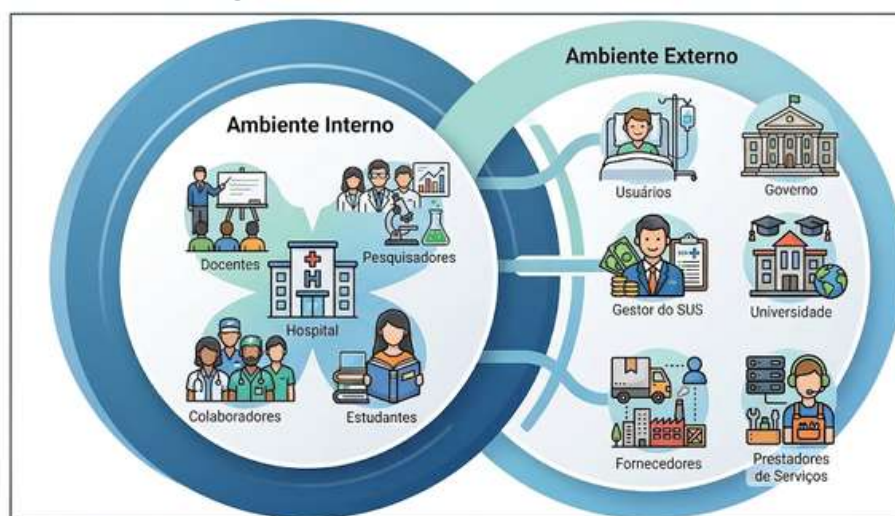 Ambiente Interno
Docentes
Pesquisadores
H
Hospital
Colaboradores
Estudantes
Ambiente Externo
Usuários
Governo
Gestor do SUS
Universidade
Fornecedores
Prestadores
de Serviços